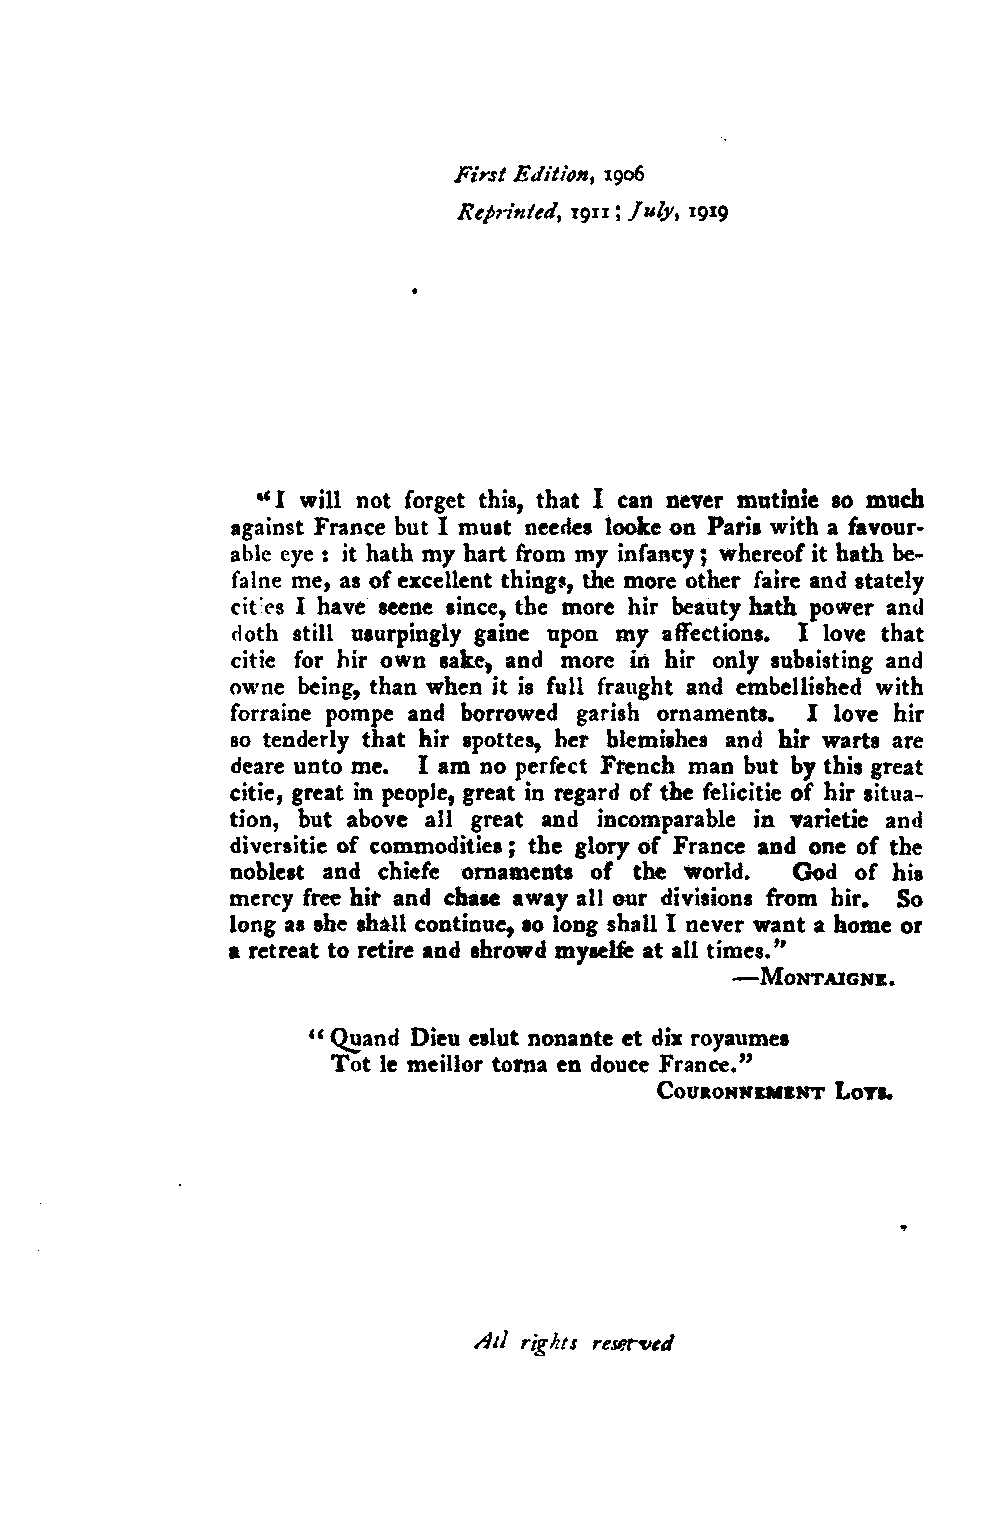 First Edition, 1906
Reprinted, 1911; July, 1919
"I will not forget this, that I can never mutinie so much
against France but I must needes looke on Paris with a favour-
able eye: it hath my hart from my infancy; whereof it hath be-
falne me, as of excellent things, the more other faire and stately
cities I have seene since, the more hir beauty hath power and
doth still usurpingly gaine upon my affections. I love that
citie for hir own sake, and more in hir only subsisting and
owne being, than when it is full fraught and embellished with
forraine pompe and borrowed garish ornaments. I love hir
so tenderly that hir spottes, her blemishes and hir warts are
deare unto me. I am no perfect French man but by this great
citie, great in people, great in regard of the felicitie of hir situa-
tion, but above all great and incomparable in varietie and
diversitie of commodities; the glory of France and one of the
noblest and chiefe ornaments of the world. God of his
mercy free hir and chase away all our divisions from hir. So
long as she shall continue, so long shall I never want a home or
a retreat to retire and shrowd myselfe at all times."
—MONTAIGNE.
"Quand Dieu eslut nonante et dix royaumes
Tot le meillor torna en douce France."
COURONNEMENT LOYS.
All rights reserved